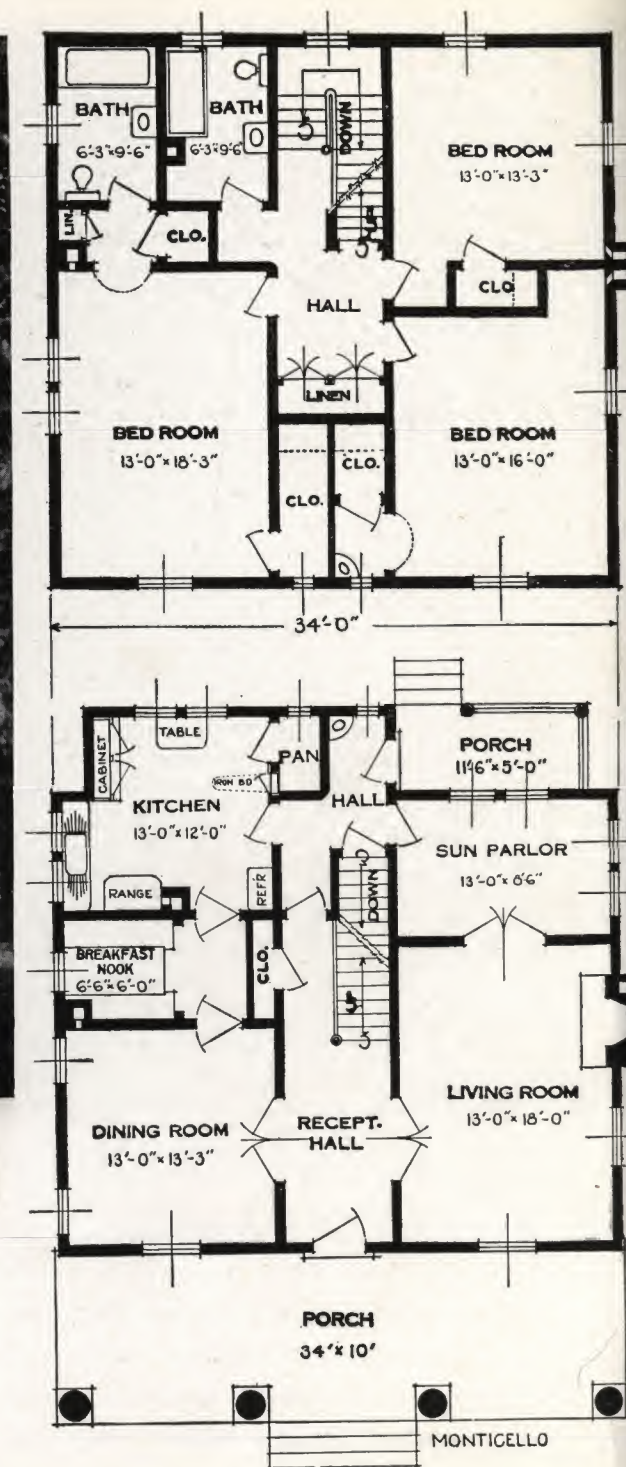 BATH
6'-3"x9'-6"
BATH
6'-3"x9'-6"
DOWN
UP
BED ROOM
13'-0"x13'-3"
LIN.
CLO.
CLO
HALL
LINEN
BED ROOM
13'-0"x18'-3"
CLO.
CLO.
BED ROOM
13'-0"x16'-0"
34'-0"
CABINET
TABLE
PAN
IRON BD
KITCHEN
13'-0"x12'-0"
RANGE
REFR
HALL
PORCH
11'6"x5'-0"
SUN PARLOR
13'-0"x8'6"
DOWN
UP
BREAKFAST
NOOK
6'-6"x6'-0"
CLO.
DINING ROOM
13'-0"x13'-3"
RECEPT.
HALL
LIVING ROOM
13'-0"x18'-0"
PORCH
34'x10'
MONTICELLO